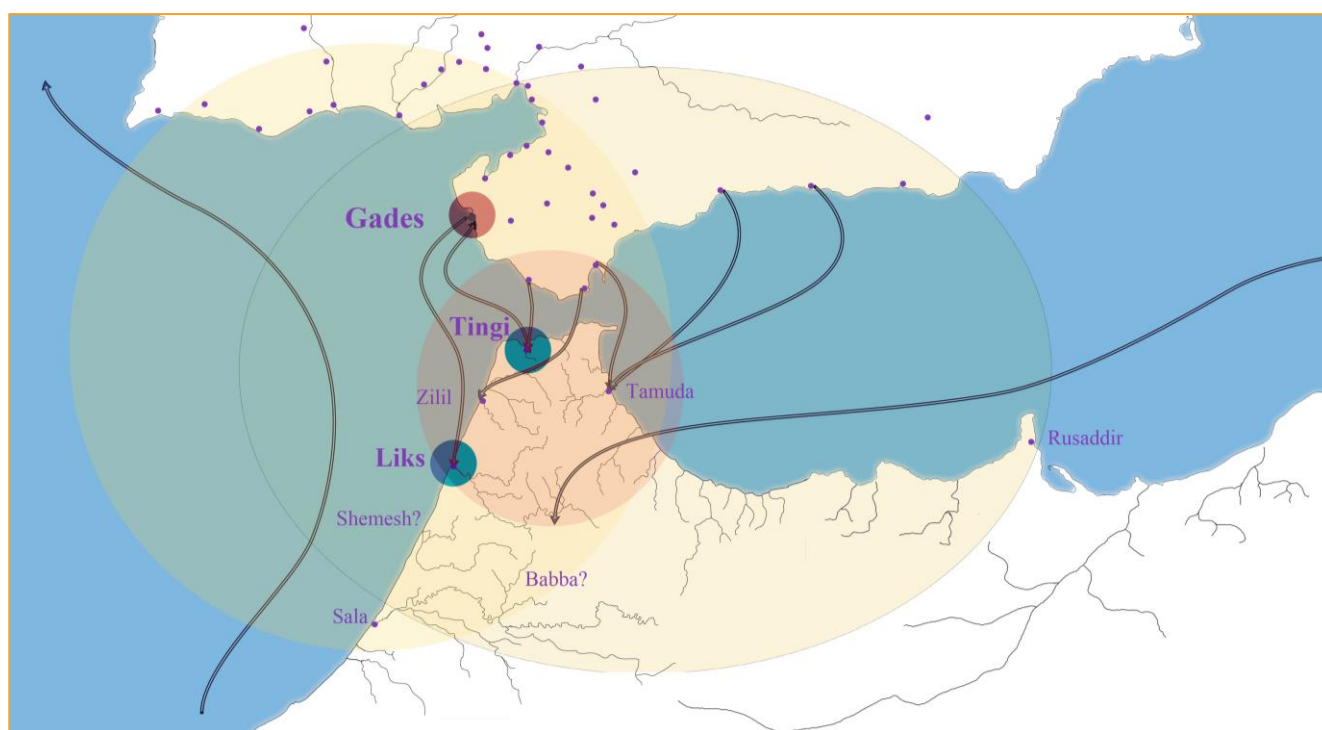 Gades
Tingi
Zilil
Tamuda
Rusaddir
Liks
Shemesh?
Babba?
Sala